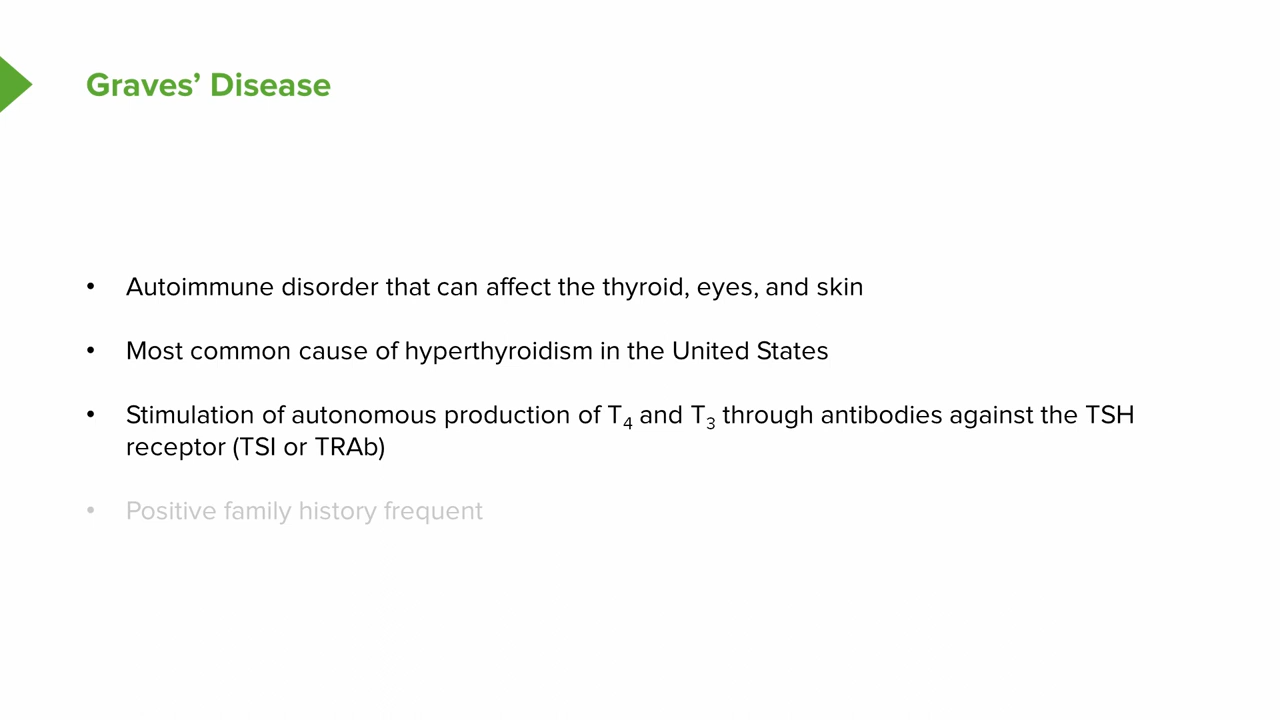 Graves’ Disease
• Autoimmune disorder that can affect the thyroid, eyes, and skin
• Most common cause of hyperthyroidism in the United States
• Stimulation of autonomous production of T₄ and T₃ through antibodies against the TSH
receptor (TSI or TRAb)
• Positive family history frequent